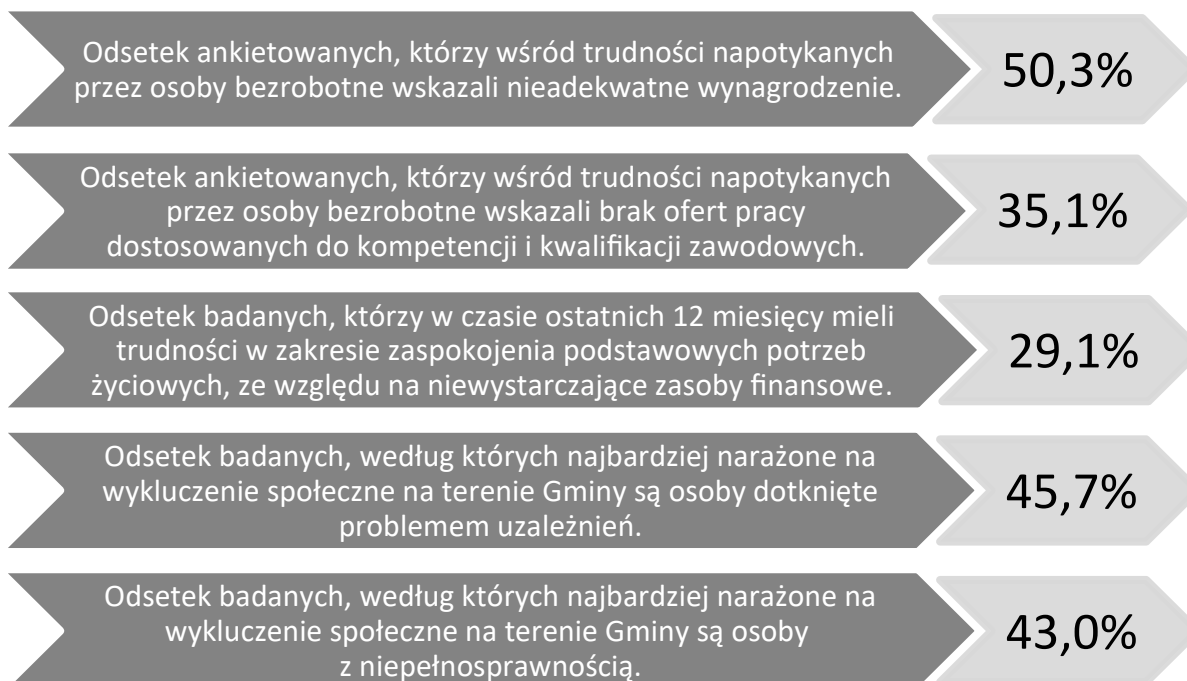 Odsetek ankietowanych, którzy wśród trudności napotykanych
przez osoby bezrobotne wskazali nieadekwatne wynagrodzenie.
50,3%
Odsetek ankietowanych, którzy wśród trudności napotykanych
przez osoby bezrobotne wskazali brak ofert pracy
dostosowanych do kompetencji i kwalifikacji zawodowych.
35,1%
Odsetek badanych, którzy w czasie ostatnich 12 miesięcy mieli
trudności w zakresie zaspokojenia podstawowych potrzeb
życiowych, ze względu na niewystarczające zasoby finansowe.
29,1%
Odsetek badanych, według których najbardziej narażone na
wykluczenie społeczne na terenie Gminy są osoby dotknięte
problemem uzależnień.
45,7%
Odsetek badanych, według których najbardziej narażone na
wykluczenie społeczne na terenie Gminy są osoby
z niepełnosprawnością.
43,0%